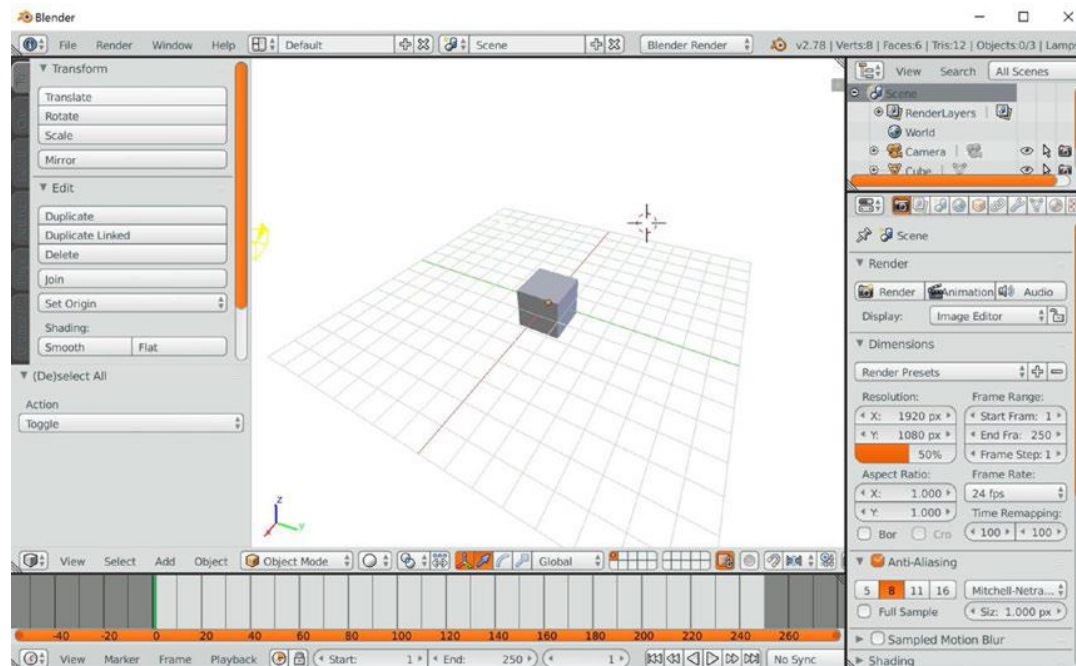 Blender
File Render Window Help Default Scene Blender Render v2.78 | Verts:8 | Faces:6 | Tris:12 | Objects:0/3 | Lamps
Transform
Translate
Rotate
Scale
Mirror
Edit
Duplicate
Duplicate Linked
Delete
Join
Set Origin
Shading:
Smooth Flat
(De)select All
Action
Toggle
z
y
View Select Add Object Object Mode Global
-40 -20 0 20 40 60 80 100 120 140 160 180 200 220 240 260
View Marker Frame Playback Start: 1 End: 250 1 No Sync
View Search All Scenes
Scene
RenderLayers
World
Camera
Cube
Scene
Render
Render Animation Audio
Display: Image Editor
Dimensions
Render Presets
Resolution: Frame Range:
X: 1920 px Start Fram: 1
Y: 1080 px End Fra: 250
50% Frame Step: 1
Aspect Ratio: Frame Rate:
X: 1.000 24 fps
Y: 1.000 Time Remapping:
Bor Cro 100 100
Anti-Aliasing
5 8 11 16 Mitchell-Netra...
Full Sample Siz: 1.000 px
Sampled Motion Blur
Shading